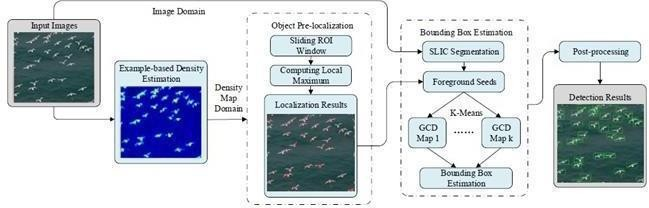 Input Images
Image Domain
Example-based Density
Estimation
Density
Map
Domain
Object Pre-localization
Sliding ROI
Window
Computing Local
Maximum
Localization Results
Bounding Box Estimation
SLIC Segmentation
Foreground Seeds
K-Means
GCD
Map 1
......
GCD
Map k
Bounding Box
Estimation
Post-processing
Detection Results